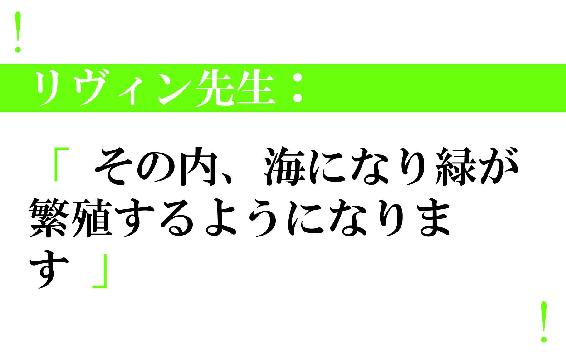 !
リヴィン先生：
「 その内、海になり緑が
繁殖するようになりま
す 」
!